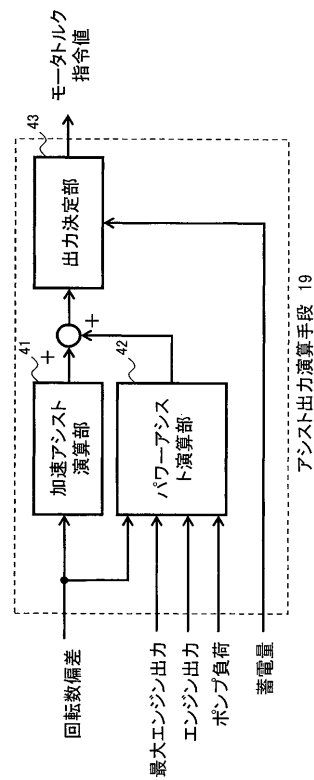 回転数偏差
最大エンジン出力
エンジン出力
ポンプ負荷
蓄電量
41
加速アシスト
演算部
42
パワーアシス
ト演算部
+
+
43
出力決定部
モータトルク
指令値
アシスト出力演算手段 19